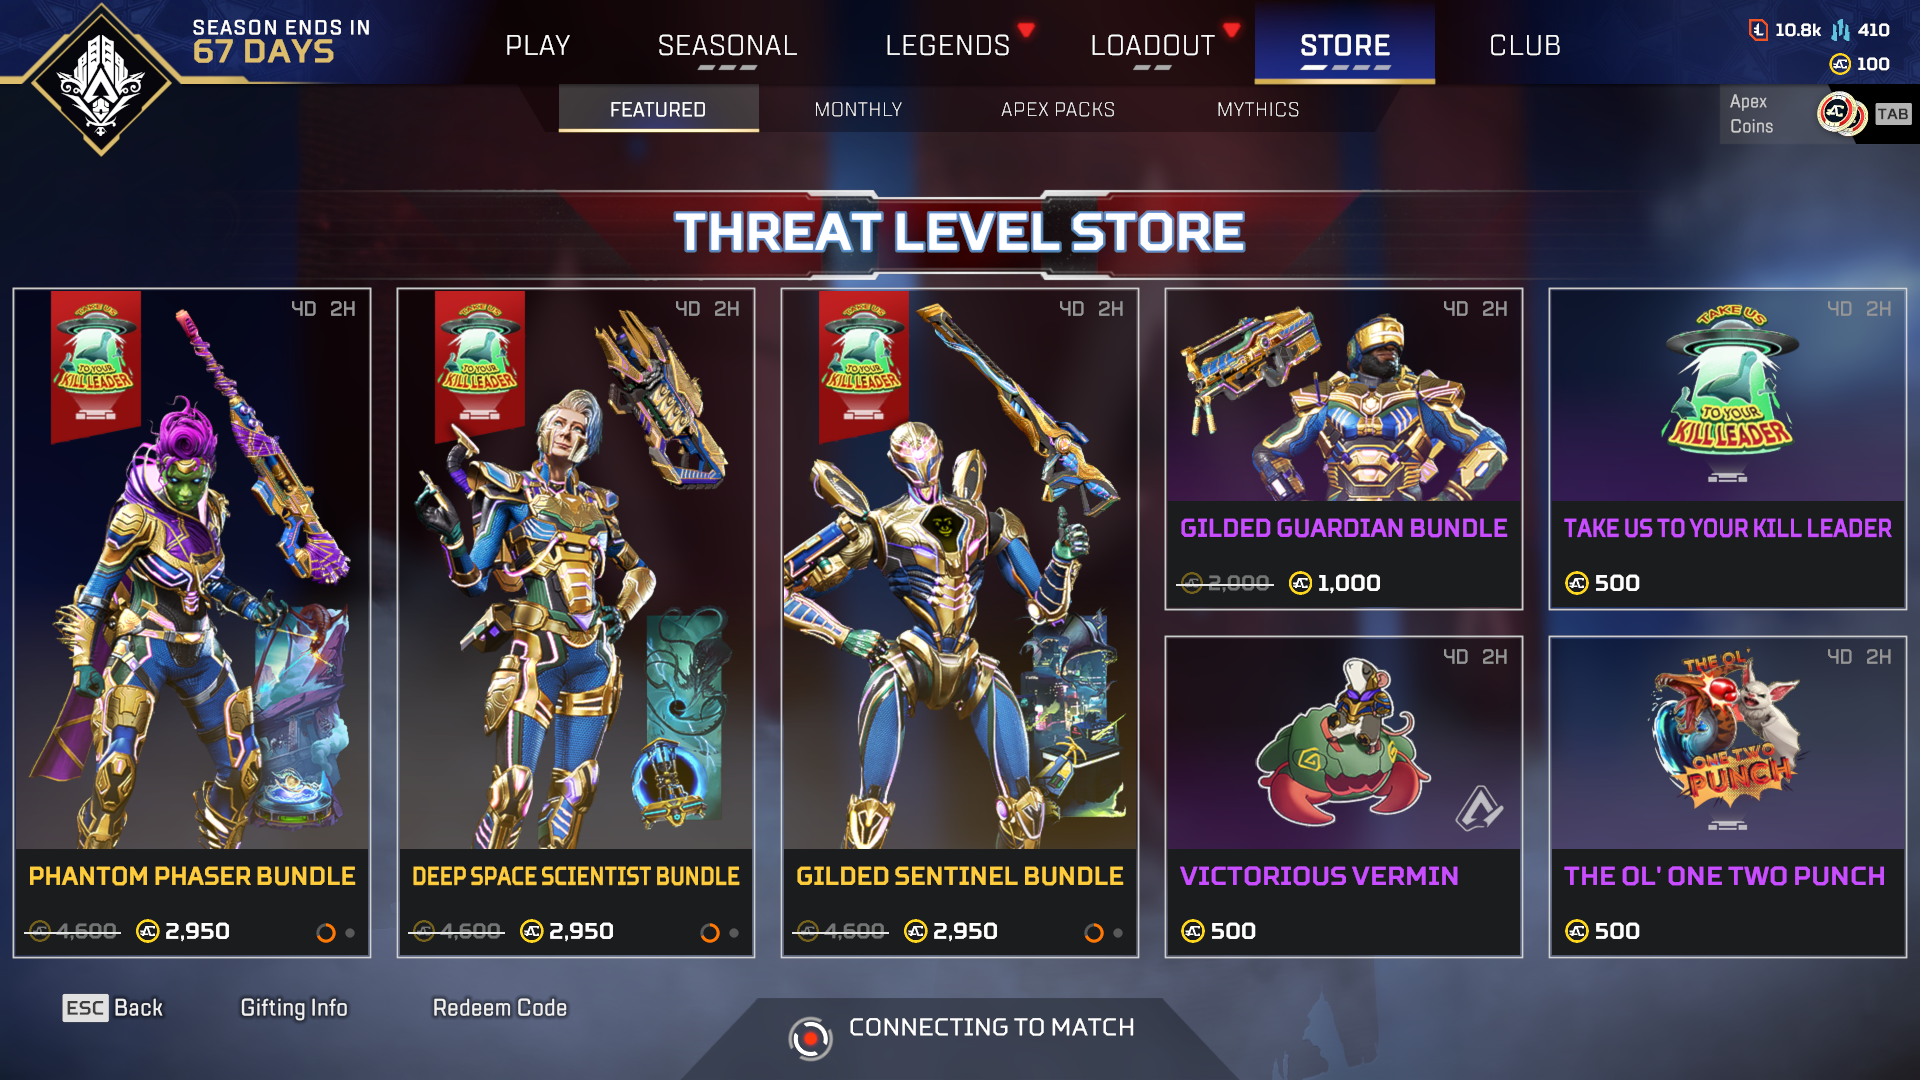 SEASON ENDS IN
67 DAYS
PLAY
SEASONAL
LEGENDS
LOADOUT
STORE
CLUB
10.8k
410
100
FEATURED
MONTHLY
APEX PACKS
MYTHICS
Apex
Coins
TAB
THREAT LEVEL STORE
TAKE US
TO YOUR
KILL LEADER
4D 2H
PHANTOM PHASER BUNDLE
4,600 2,950
TAKE US
TO YOUR
KILL LEADER
4D 2H
DEEP SPACE SCIENTIST BUNDLE
4,600 2,950
TAKE US
TO YOUR
KILL LEADER
4D 2H
GILDED SENTINEL BUNDLE
4,600 2,950
4D 2H
GILDED GUARDIAN BUNDLE
2,000 1,000
4D 2H
TAKE US
TO YOUR
KILL LEADER
TAKE US TO YOUR KILL LEADER
500
4D 2H
VICTORIOUS VERMIN
500
4D 2H
THE OL'
ONE TWO
PUNCH
THE OL' ONE TWO PUNCH
500
ESC Back
Gifting Info
Redeem Code
CONNECTING TO MATCH